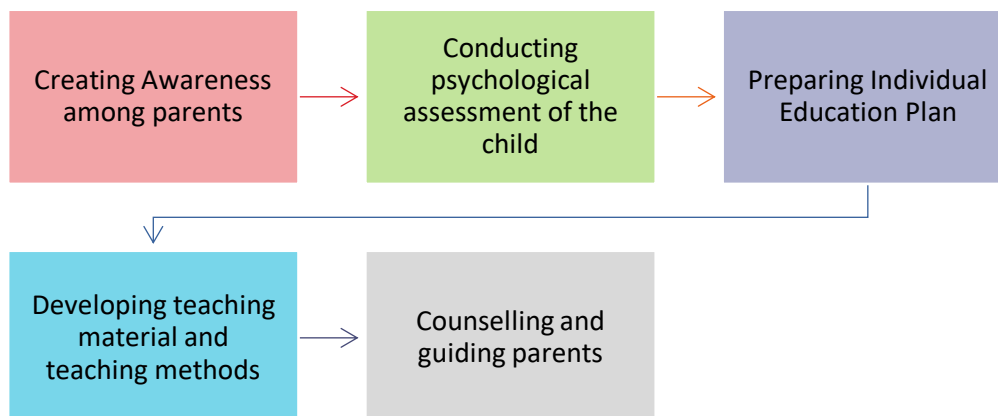 Creating Awareness
among parents
Conducting
psychological
assessment of the
child
Preparing Individual
Education Plan
Developing teaching
material and
teaching methods
Counselling and
guiding parents